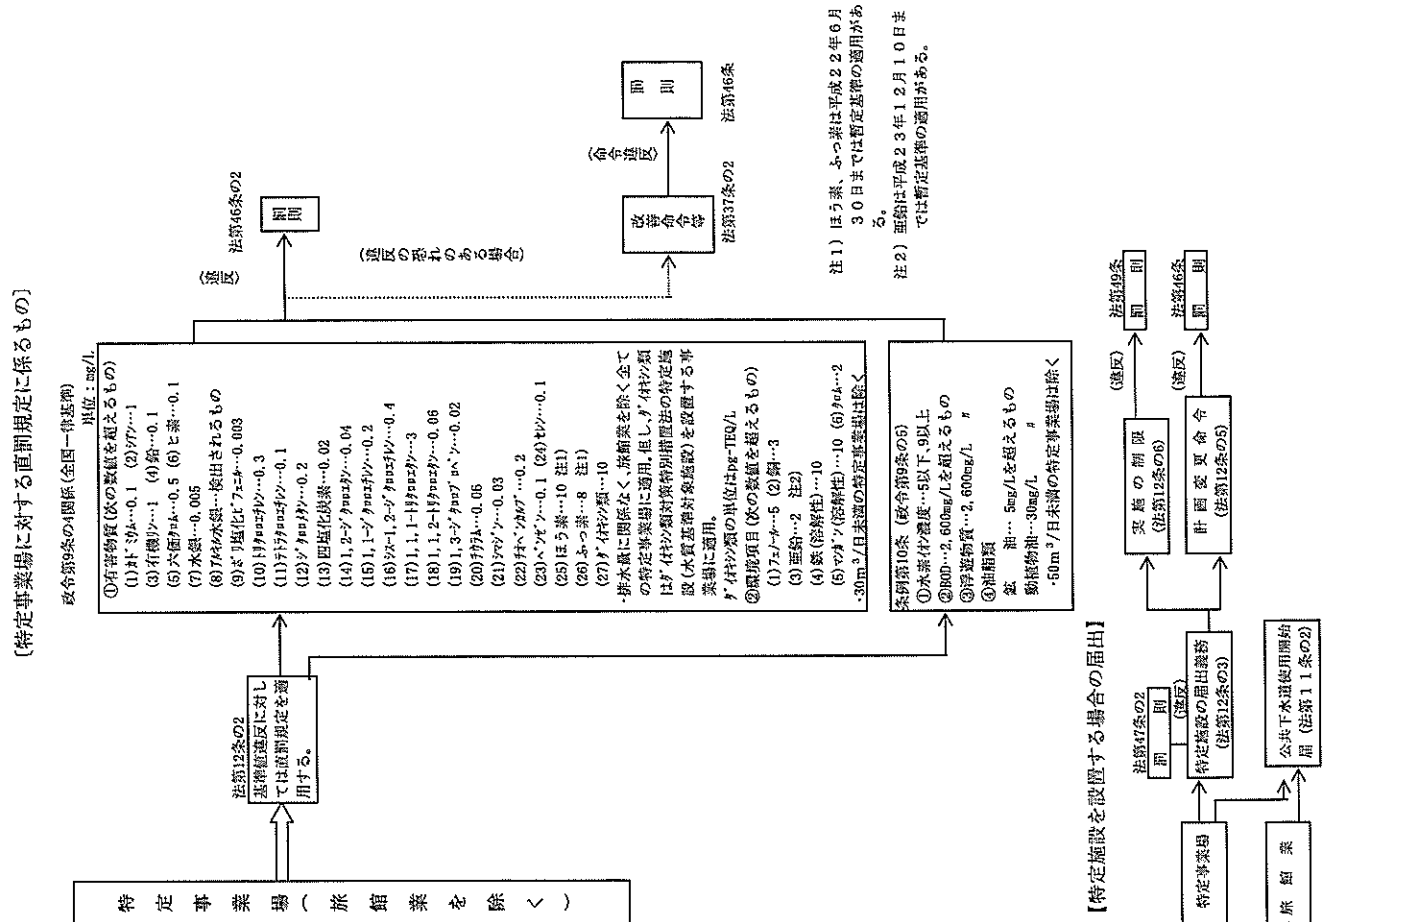 〔特定事業場に対する直罰規定に係るもの〕
特定事業場(旅館業を除く)
法第12条の2
基準値違反に対し
ては直罰規定を適
用する。
政令第9条の4関係(全国一律基準)
単位:mg/L
①有害物質(次の数値を超えるもの)
(1)カドミウム…0.1 (2)シアン…1
(3)有機リン…1 (4)鉛…0.1
(5)六価クロム…0.5 (6)ヒ素…0.1
(7)水銀…0.005
(8)アルキル水銀…検出されるもの
(9)ポリ塩化ビフェニル…0.003
(10)トリクロロエチレン…0.3
(11)テトラクロロエチレン…0.1
(12)ジクロロメタン…0.2
(13)四塩化炭素…0.02
(14)1,2-ジクロロエタン…0.04
(15)1,1-ジクロロエチレン…0.2
(16)シス-1,2-ジクロロエチレン…0.4
(17)1,1,1-トリクロロエタン…3
(18)1,1,2-トリクロロエタン…0.06
(19)1,3-ジクロロプロペン…0.02
(20)チウラム…0.06
(21)シマジン…0.03
(22)チオベンカルブ…0.2
(23)ベンゼン…0.1 (24)セレン…0.1
(25)ほう素…10 注1)
(26)ふっ素…8 注1)
(27)ダイオキシン類…10
・排水量に関係なく、旅館業を除く全て
の特定事業場に適用。但し、ダイオキシン類
はダイオキシン類対策特別措置法の特定施
設(水質基準対象施設)を設置する事
業場に適用。
ダイオキシン類の単位はpg-TEQ/L
②環境項目(次の数値を超えるもの)
(1)フェノール…5 (2)銅…3
(3)亜鉛…2 注2)
(4)鉄(溶解性)…10
(5)マンガン(溶解性)…10 (6)クロム…2
・30m³/日未満の特定事業場は除く
条例第10条 (政令第9条の5)
①水素イオン濃度…5以下、9以上
②BOD…2,600mg/Lを超えるもの
③浮遊物質…2,600mg/L 〃
④油脂類
鉱 油… 5mg/Lを超えるもの
動植物油…30mg/L 〃
・50m³/日未満の特定事業場は除く
(違反)
法第46条の2
罰則
(違反の恐れのある場合)
改善命令等
法第37条の2
(命令違反)
罰則
法第46条
注1)ほう素、ふっ素は平成22年6月
30日までは暫定基準の適用があ
る。
注2)亜鉛は平成23年12月10日ま
では暫定基準の適用がある。
【特定施設を設置する場合の届出】
特定事業場
旅館業
法第47条の2
罰則
(違反)
特定施設の届出義務
(法第12条の3)
公共下水道使用開始
届(法第11条の2)
実施の制限
(法第12条の6)
(違反)
法第49条
罰則
計画変更命令
(法第12条の5)
(違反)
法第46条
罰則